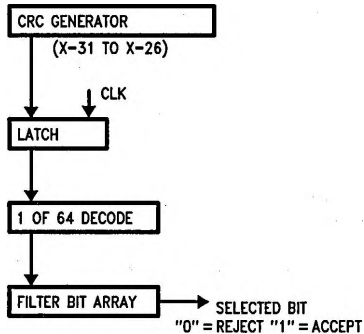 CRC GENERATOR
(X-31 TO X-26)
CLK
LATCH
1 OF 64 DECODE
FILTER BIT ARRAY
SELECTED BIT
"0" = REJECT "1" = ACCEPT